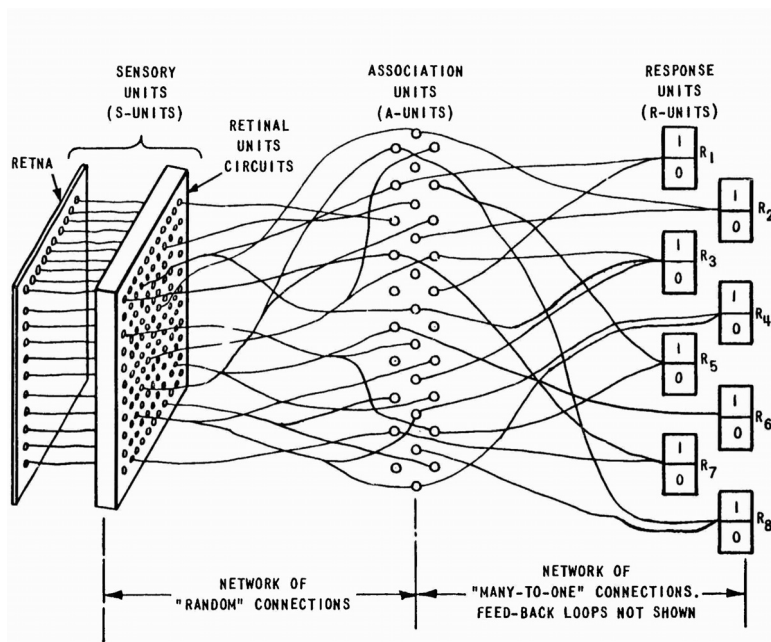 SENSORY
UNITS
(S-UNITS)
RETINAL
UNITS
CIRCUITS
RETNA
ASSOCIATION
UNITS
(A-UNITS)
RESPONSE
UNITS
(R-UNITS)
1
0
R1
1
0
R2
1
0
R3
1
0
R4
1
0
R5
1
0
R6
1
0
R7
1
0
R8
NETWORK OF
"RANDOM" CONNECTIONS
NETWORK OF
"MANY-TO-ONE" CONNECTIONS.
FEED-BACK LOOPS NOT SHOWN